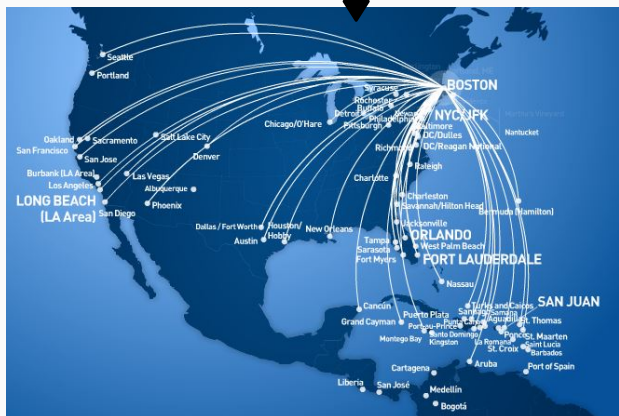 Seattle
Portland
BOSTON
Syracuse
Rochester
Buffalo
Detroit
Newark
NYC/JFK
Chicago/O'Hare
Philadelphia
Pittsburgh
Baltimore
DC/Dulles
Nantucket
Oakland
Sacramento
Salt Lake City
Richmond
DC/Reagan National
San Francisco
San Jose
Denver
Raleigh
Burbank (LA Area)
Las Vegas
Charlotte
Los Angeles
Albuquerque
LONG BEACH
(LA Area)
San Diego
Phoenix
Charleston
Savannah/Hilton Head
Bermuda (Hamilton)
Dallas / Fort Worth
Houston/
Hobby
New Orleans
Jacksonville
Austin
ORLANDO
Tampa
Sarasota
West Palm Beach
Fort Myers
FORT LAUDERDALE
Nassau
Cancún
Turks and Caicos
SAN JUAN
Grand Cayman
Puerto Plata
Santiago
Samaná
Port-au-Prince
Punta Cana
Aguadilla
St. Thomas
Montego Bay
Kingston
Santo Domingo
La Romana
Ponce
St. Maarten
St. Croix
Saint Lucia
Barbados
Aruba
Port of Spain
Cartagena
Liberia
San José
Medellín
Bogotá